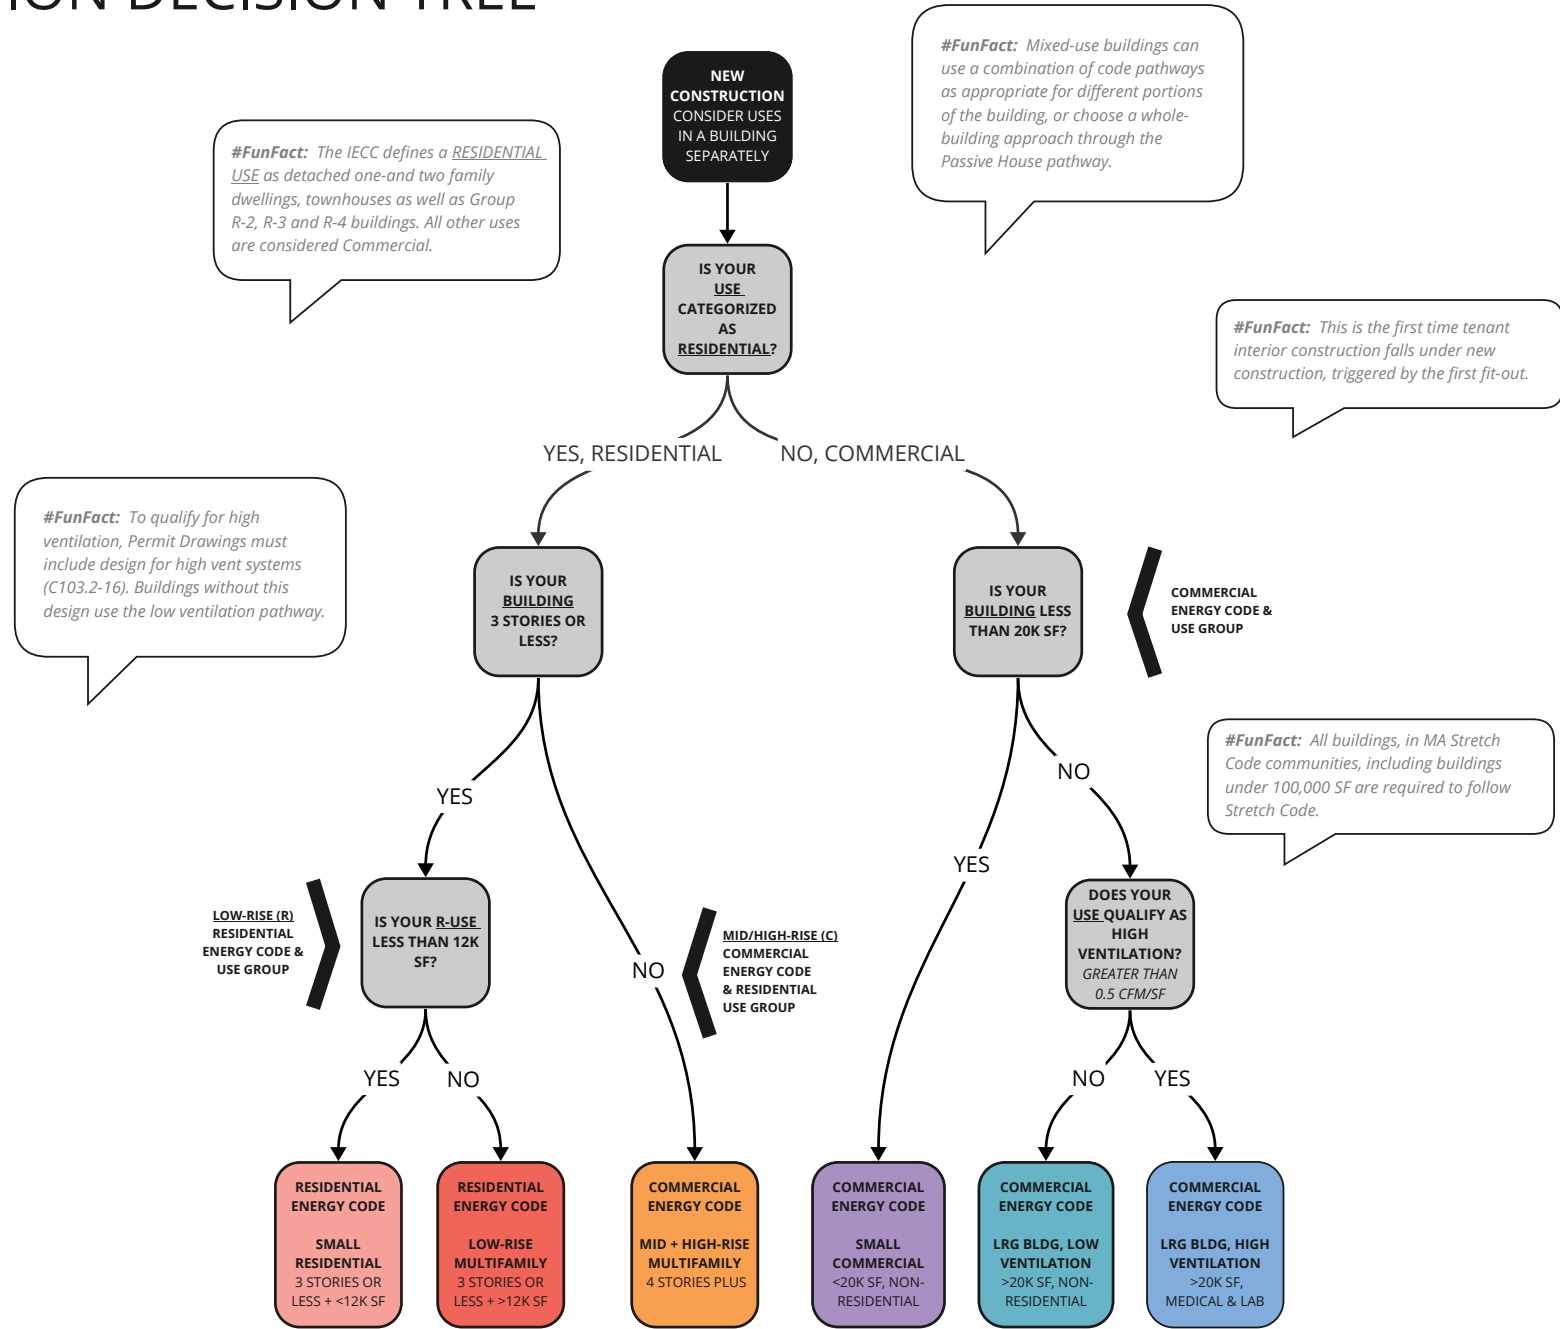 ION DECISION TREE
NEW
CONSTRUCTION
CONSIDER USES
IN A BUILDING
SEPARATELY
#FunFact: Mixed-use buildings can
use a combination of code pathways
as appropriate for different portions
of the building, or choose a whole-
building approach through the
Passive House pathway.
#FunFact: The IECC defines a RESIDENTIAL
USE as detached one-and two family
dwellings, townhouses as well as Group
R-2, R-3 and R-4 buildings. All other uses
are considered Commercial.
IS YOUR
USE
CATEGORIZED
AS
RESIDENTIAL?
#FunFact: This is the first time tenant
interior construction falls under new
construction, triggered by the first fit-out.
YES, RESIDENTIAL
NO, COMMERCIAL
#FunFact: To qualify for high
ventilation, Permit Drawings must
include design for high vent systems
(C103.2-16). Buildings without this
design use the low ventilation pathway.
IS YOUR
BUILDING
3 STORIES OR
LESS?
IS YOUR
BUILDING LESS
THAN 20K SF?
COMMERCIAL
ENERGY CODE &
USE GROUP
#FunFact: All buildings, in MA Stretch
Code communities, including buildings
under 100,000 SF are required to follow
Stretch Code.
YES
NO
YES
NO
LOW-RISE (R)
RESIDENTIAL
ENERGY CODE &
USE GROUP
IS YOUR R-USE
LESS THAN 12K
SF?
MID/HIGH-RISE (C)
COMMERCIAL
ENERGY CODE
& RESIDENTIAL
USE GROUP
DOES YOUR
USE QUALIFY AS
HIGH
VENTILATION?
GREATER THAN
0.5 CFM/SF
YES
NO
NO
YES
RESIDENTIAL
ENERGY CODE
SMALL
RESIDENTIAL
3 STORIES OR
LESS + <12K SF
RESIDENTIAL
ENERGY CODE
LOW-RISE
MULTIFAMILY
3 STORIES OR
LESS + >12K SF
COMMERCIAL
ENERGY CODE
MID + HIGH-RISE
MULTIFAMILY
4 STORIES PLUS
COMMERCIAL
ENERGY CODE
SMALL
COMMERCIAL
<20K SF, NON-
RESIDENTIAL
COMMERCIAL
ENERGY CODE
LRG BLDG, LOW
VENTILATION
>20K SF, NON-
RESIDENTIAL
COMMERCIAL
ENERGY CODE
LRG BLDG, HIGH
VENTILATION
>20K SF,
MEDICAL & LAB